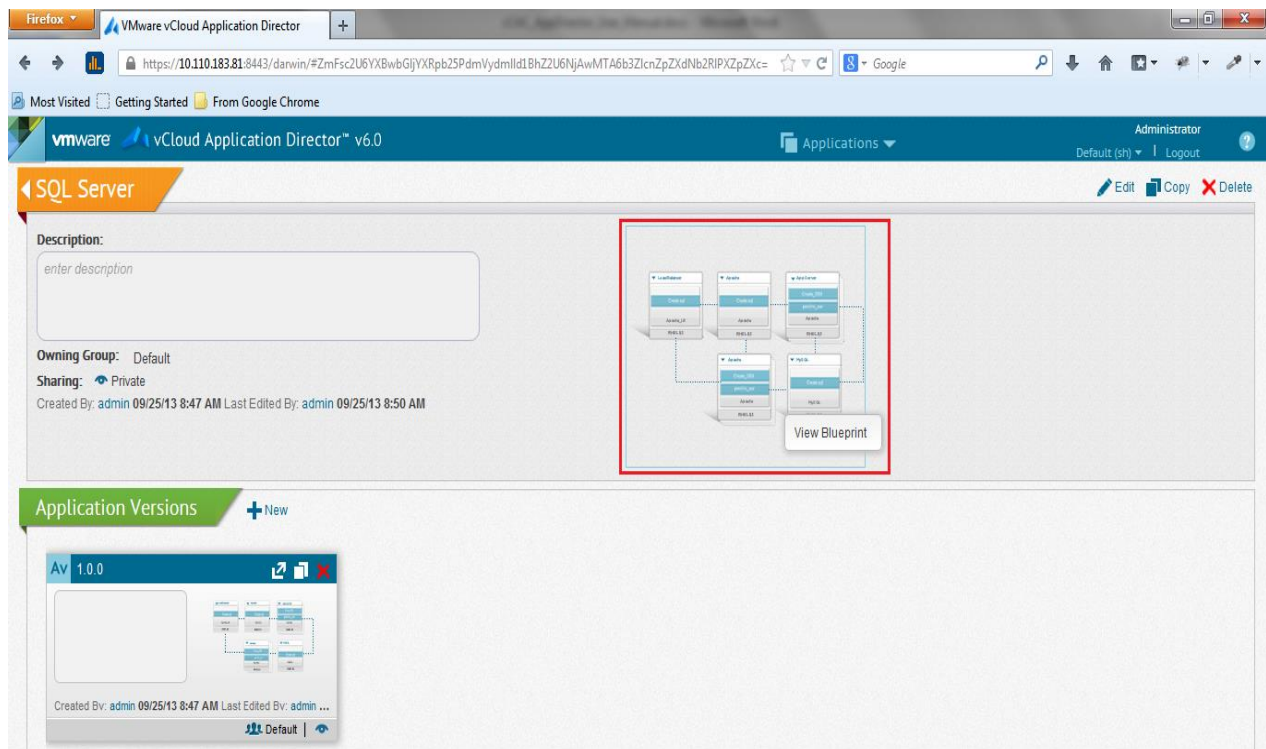 Firefox
VMware vCloud Application Director
+
https://10.110.183.81:8443/darwin/#ZmFsc2U6YXBwbGljYXRpb25PdmVydmlld1BhZ2U6NjAwMTA6b3ZlcnZpZXdNb2RlPXZpZXc=
8 Google
Most Visited Getting Started From Google Chrome
vmware vCloud Application Director™ v6.0
Applications
Administrator
Default (sh) | Logout
?
SQL Server
Edit Copy Delete
Description:
enter description
Owning Group: Default
Sharing: Private
Created By: admin 09/25/13 8:47 AM Last Edited By: admin 09/25/13 8:50 AM
View Blueprint
Application Versions
New
Av 1.0.0
Created By: admin 09/25/13 8:47 AM Last Edited By: admin ...
Default |